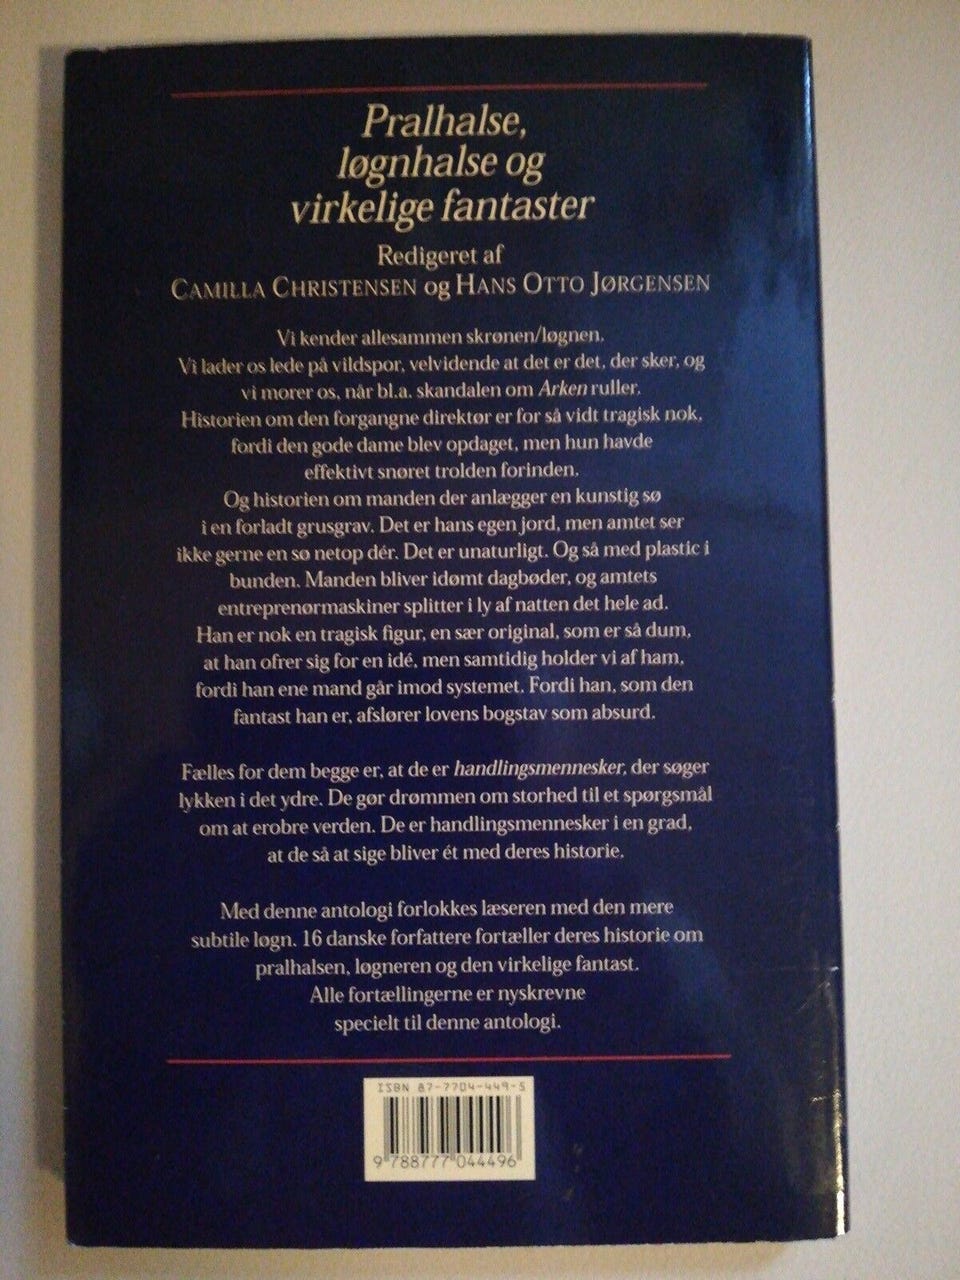 Pralhalse,
løgnhalse og
virkelige fantaster
Redigeret af
CAMILLA CHRISTENSEN og HANS OTTO JØRGENSEN
Vi kender allesammen skrønen/løgnen.
Vi lader os lede på vildspor, velvidende at det er det, der sker, og
vi morer os, når bl.a. skandalen om Arken ruller.
Historien om den forgangne direktør er for så vidt tragisk nok,
fordi den gode dame blev opdaget, men hun havde
effektivt snøret trolden forinden.
Og historien om manden der anlægger en kunstig sø
i en forladt grusgrav. Det er hans egen jord, men amtet ser
ikke gerne en sø netop dér. Det er unaturligt. Og så med plastic i
bunden. Manden bliver idømt dagbøder, og amtets
entreprenørmaskiner splitter i ly af natten det hele ad.
Han er nok en tragisk figur, en sær original, som er så dum,
at han ofrer sig for en idé, men samtidig holder vi af ham,
fordi han ene mand går imod systemet. Fordi han, som den
fantast han er, afslører lovens bogstav som absurd.
Fælles for dem begge er, at de er handlingsmennesker, der søger
lykken i det ydre. De gør drømmen om storhed til et spørgsmål
om at erobre verden. De er handlingsmennesker i en grad,
at de så at sige bliver ét med deres historie.
Med denne antologi forlokkes læseren med den mere
subtile løgn. 16 danske forfattere fortæller deres historie om
pralhalsen, løgneren og den virkelige fantast.
Alle fortællingerne er nyskrevne
specielt til denne antologi.
ISBN 87-7704-449-5
9 788777 044496